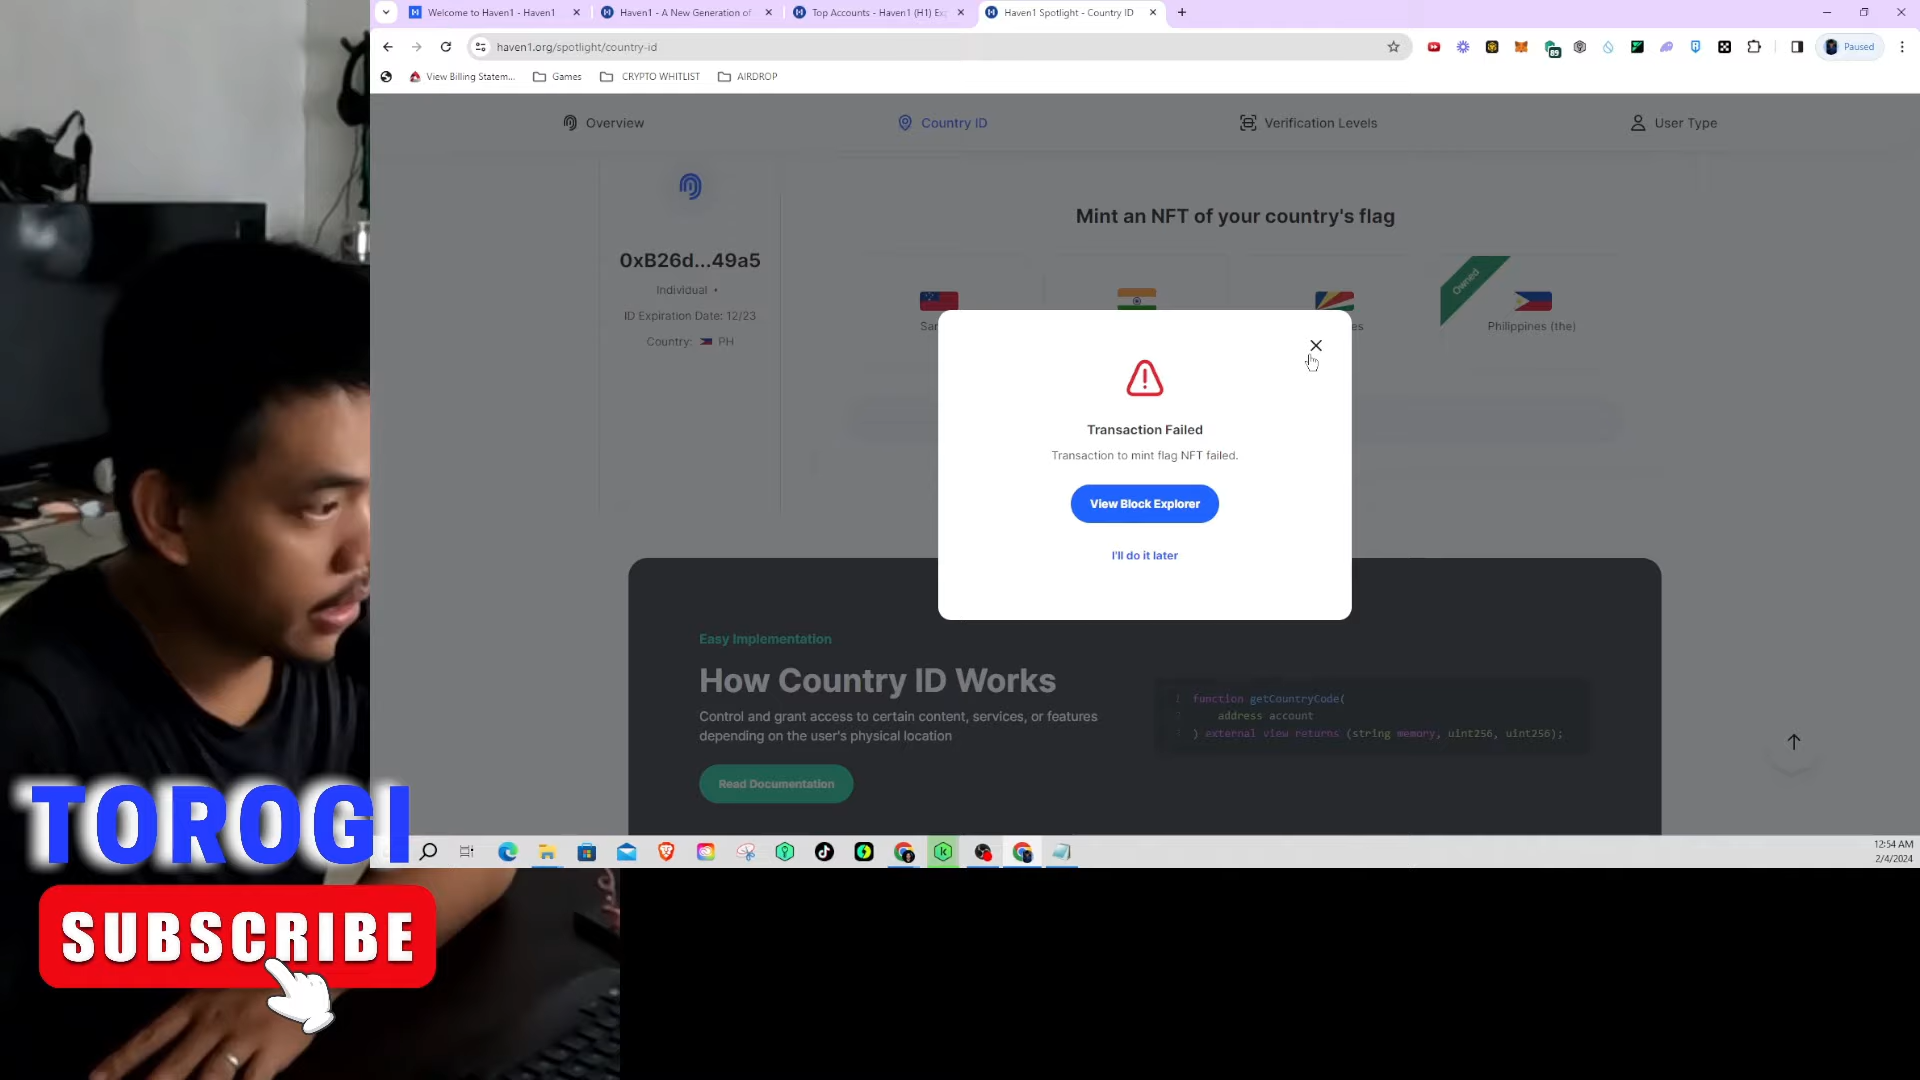 Welcome to Haven1 - Haven1
Haven1 - A New Generation of
Top Accounts - Haven1 (H1) Ex
Haven1 Spotlight - Country ID
haven1.org/spotlight/country-id
89
Paused
View Billing Statem...
Games
CRYPTO WHITLIST
AIRDROP
Overview
Country ID
Verification Levels
User Type
Mint an NFT of your country's flag
0xB26d...49a5
Individual •
ID Expiration Date: 12/23
Country: PH
Owned
Philippines (the)
Transaction Failed
Transaction to mint flag NFT failed.
View Block Explorer
I'll do it later
Easy Implementation
How Country ID Works
Control and grant access to certain content, services, or features
depending on the user's physical location
Read Documentation
function getCountryCode(
address account
) external view returns (string memory, uint256, uint256);
12:54 AM
2/4/2024
TOROGI
SUBSCRIBE